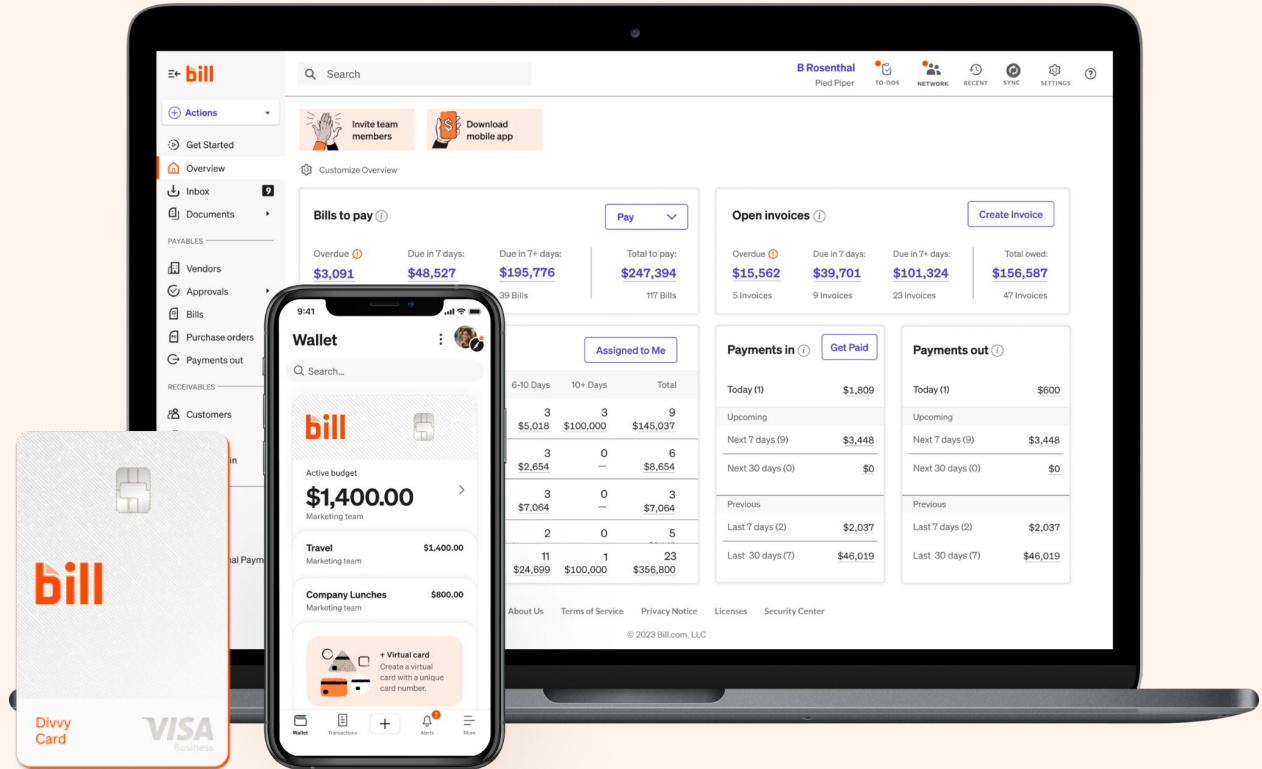 bill
Search
B Rosenthal
Pied Piper
TO-DOS
NETWORK
RECENT
SYNC
SETTINGS
Actions
Invite team
members
Download
mobile app
Get Started
Overview
Customize Overview
Inbox
9
Documents
PAYABLES
Vendors
Approvals
Bills
Purchase orders
Payments out
RECEIVABLES
Customers
in
Bills to pay
Pay
Overdue
Due in 7 days:
Due in 7+ days:
Total to pay:
$3,091
$48,527
$195,776
$247,394
39 Bills
117 Bills
Open invoices
Create Invoice
Overdue
Due in 7 days:
Due in 7+ days:
Total owed:
$15,562
$39,701
$101,324
$156,587
5 Invoices
9 Invoices
23 Invoices
47 Invoices
Assigned to Me
6-10 Days
10+ Days
Total
3
3
9
$5,018
$100,000
$145,037
3
0
6
$2,654
—
$8,654
3
0
3
$7,064
—
$7,064
2
0
5
11
1
23
$24,699
$100,000
$356,800
Payments in
Get Paid
Today (1)
$1,809
Upcoming
Next 7 days (9)
$3,448
Next 30 days (0)
$0
Previous
Last 7 days (2)
$2,037
Last 30 days (7)
$46,019
Payments out
Today (1)
$600
Upcoming
Next 7 days (9)
$3,448
Next 30 days (0)
$0
Previous
Last 7 days (2)
$2,037
Last 30 days (7)
$46,019
About Us
Terms of Service
Privacy Notice
Licenses
Security Center
© 2023 Bill.com, LLC
9:41
Wallet
Search...
bill
Active budget
$1,400.00
Marketing team
Travel
$1,400.00
Marketing team
Company Lunches
$800.00
Marketing team
+ Virtual card
Create a virtual
card with a unique
card number.
Wallet
Transactions
Alerts
2
More
bill
Divvy
Card
VISA
Business